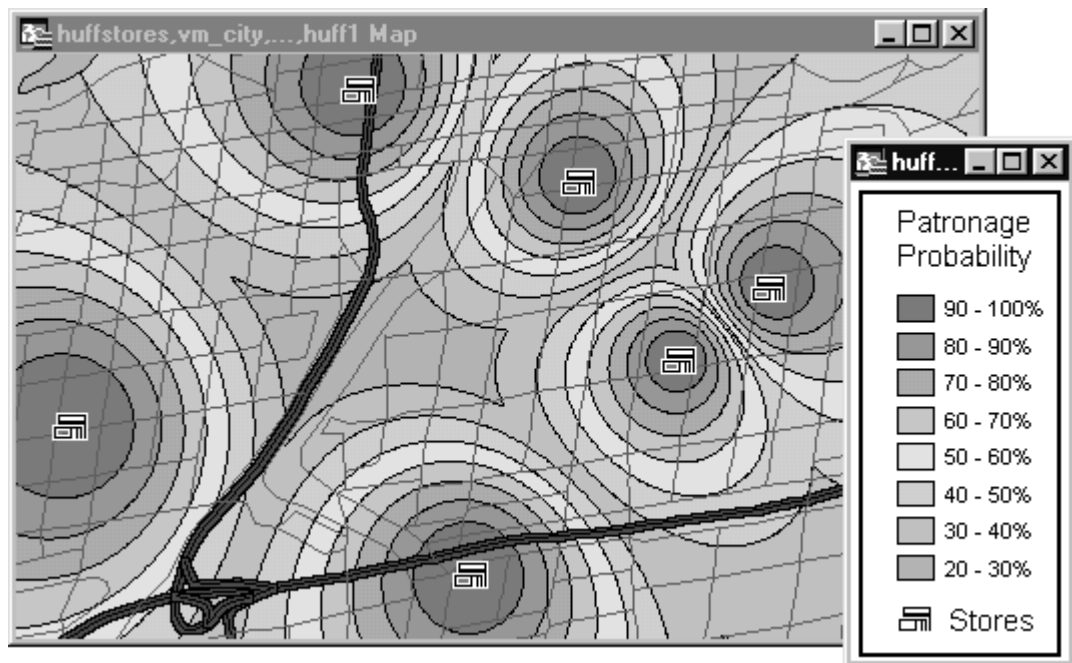 huffstores,vm_city,...,huff1 Map
huff...
Patronage
Probability
90 - 100%
80 - 90%
70 - 80%
60 - 70%
50 - 60%
40 - 50%
30 - 40%
20 - 30%
Stores